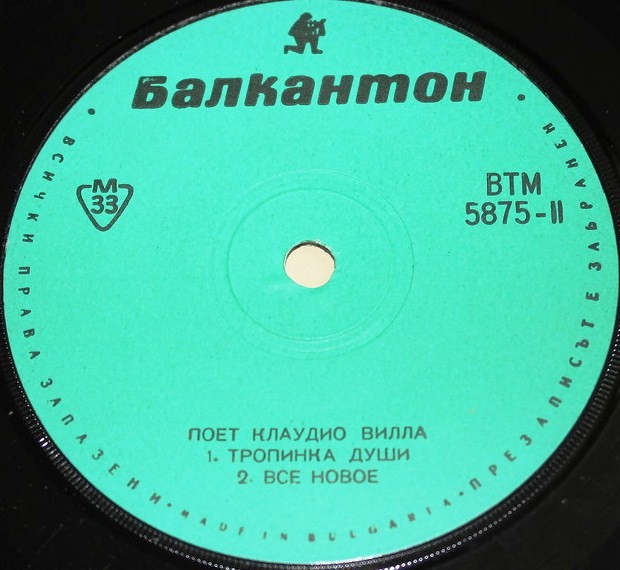 Балкантон
М
33
ВТМ
5875-II
ПОЕТ КЛАУДИО ВИЛЛА
1. ТРОПИНКА ДУШИ
2. ВСЕ НОВОЕ
• ВСИЧКИ ПРАВА ЗАПАЗЕНИ • MADE IN BULGARIA • ПРЕЗАПИСЪТ Е ЗАБРАНЕН •